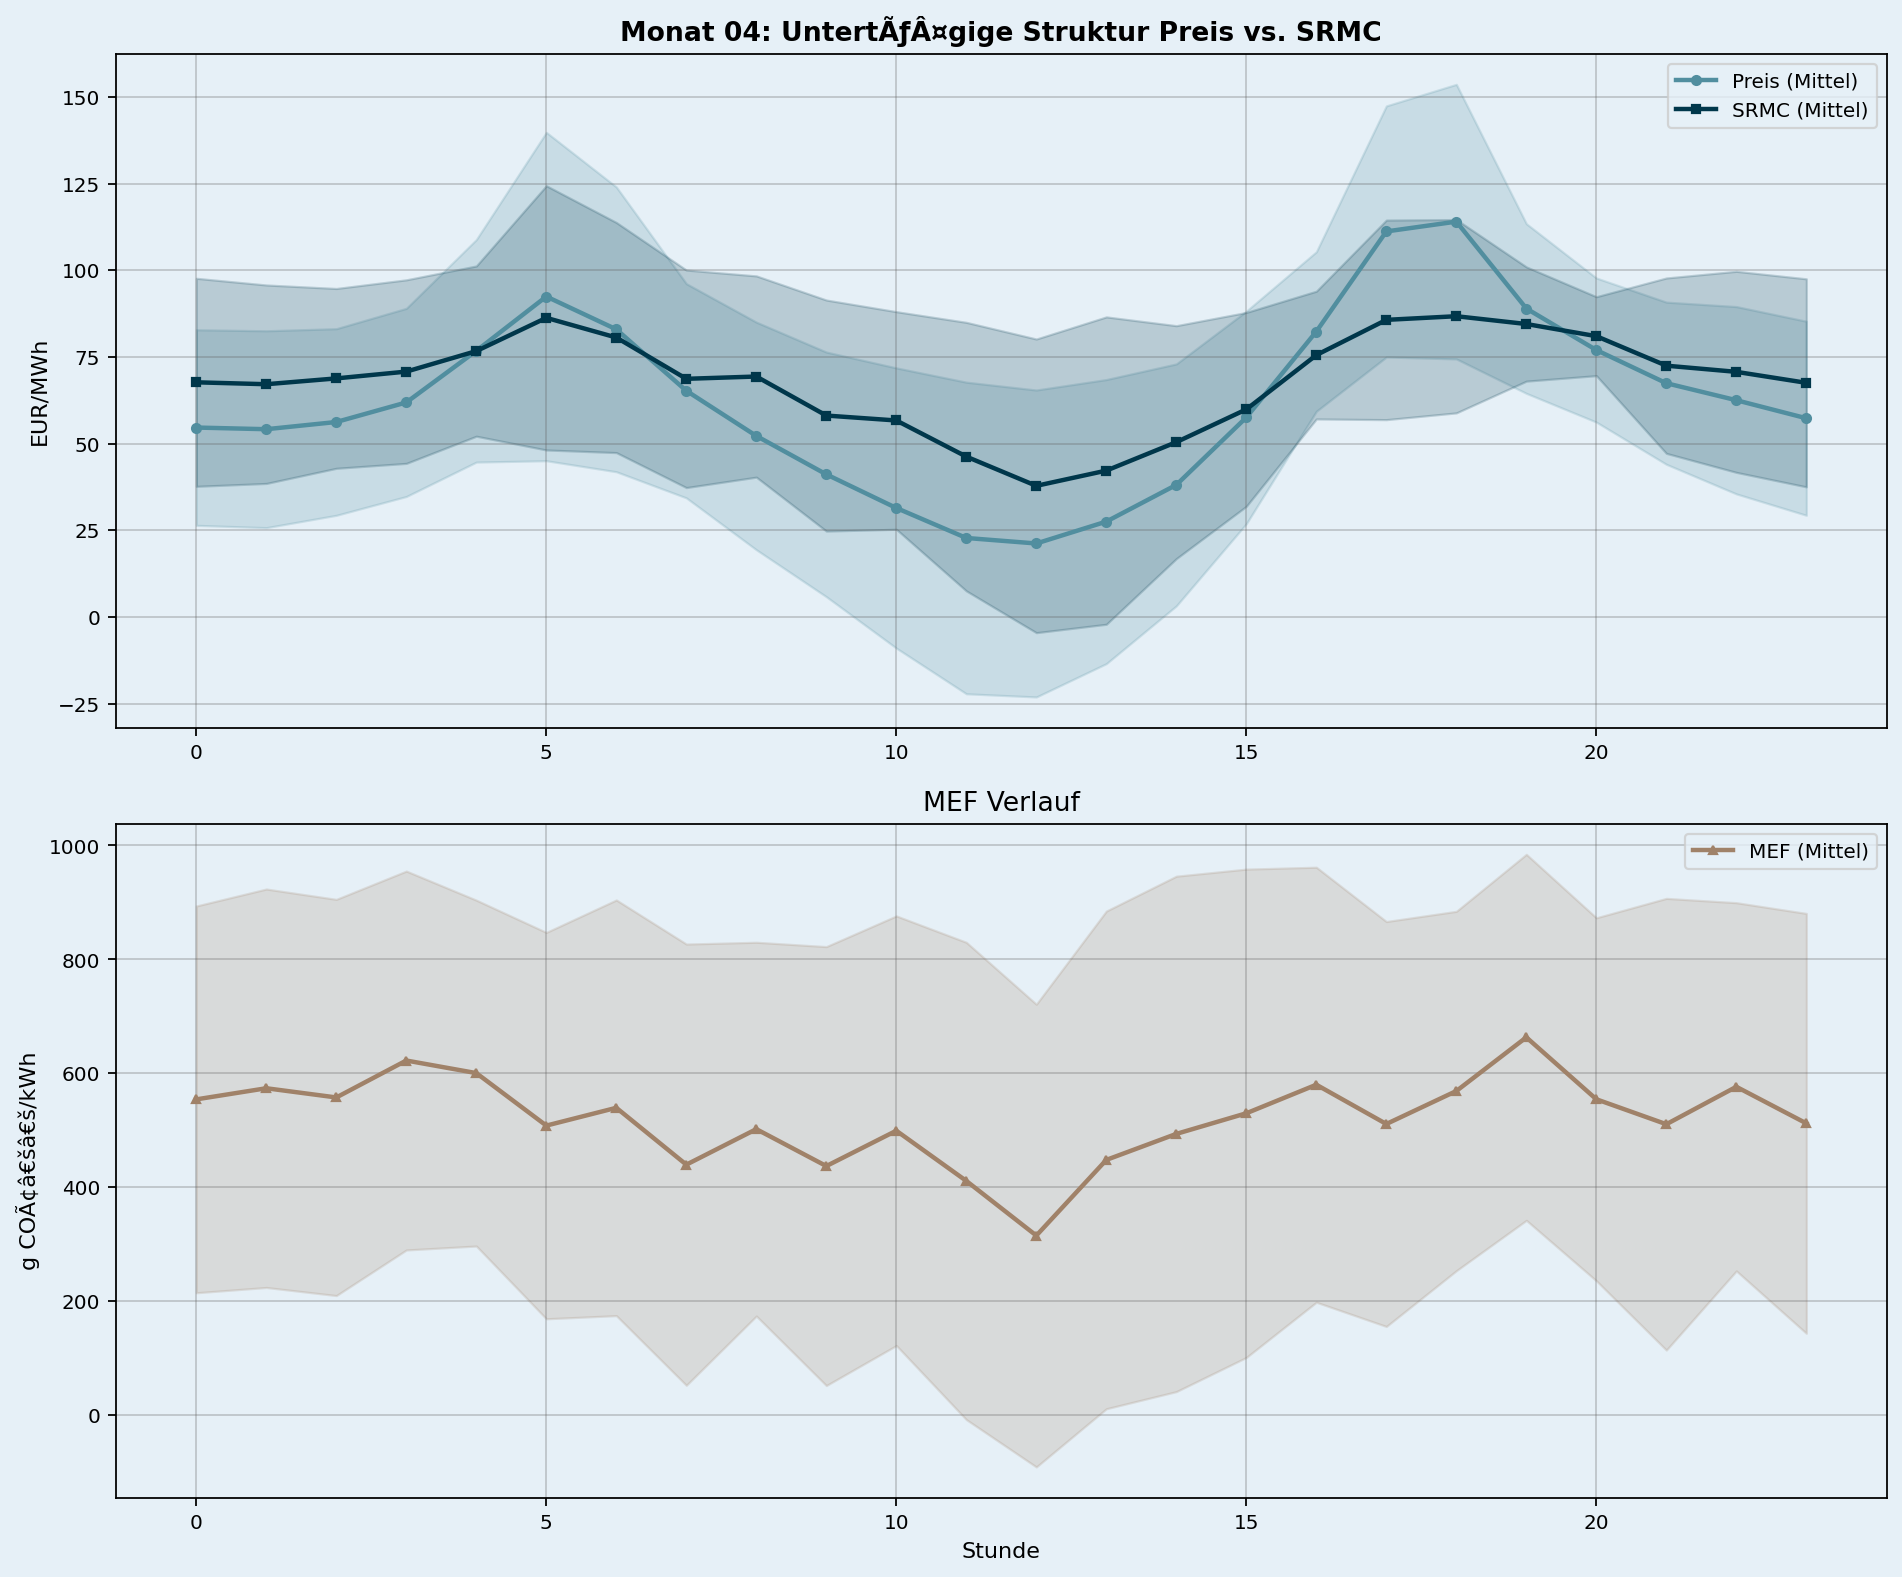 Monat 04: UntertÃƒÂ¤gige Struktur Preis vs. SRMC
Preis (Mittel)
SRMC (Mittel)
EUR/MWh
150
125
100
75
50
25
0
−25
0 5 10 15 20
MEF Verlauf
MEF (Mittel)
g COÃ¢â€šâ€š/kWh
1000
800
600
400
200
0
0 5 10 15 20
Stunde